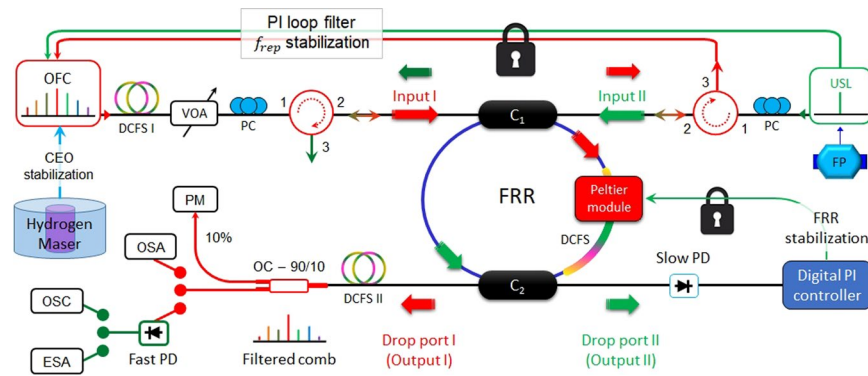 PI loop filter
f_rep stabilization
OFC
DCFS I
VOA
PC
1
2
3
Input I
C1
Input II
3
2
1
PC
USL
FP
CEO
stabilization
Hydrogen
Maser
PM
10%
OSA
OSC
ESA
Fast PD
OC – 90/10
Filtered comb
DCFS II
FRR
Peltier
module
DCFS
C2
Drop port I
(Output I)
Drop port II
(Output II)
Slow PD
FRR
stabilization
Digital PI
controller